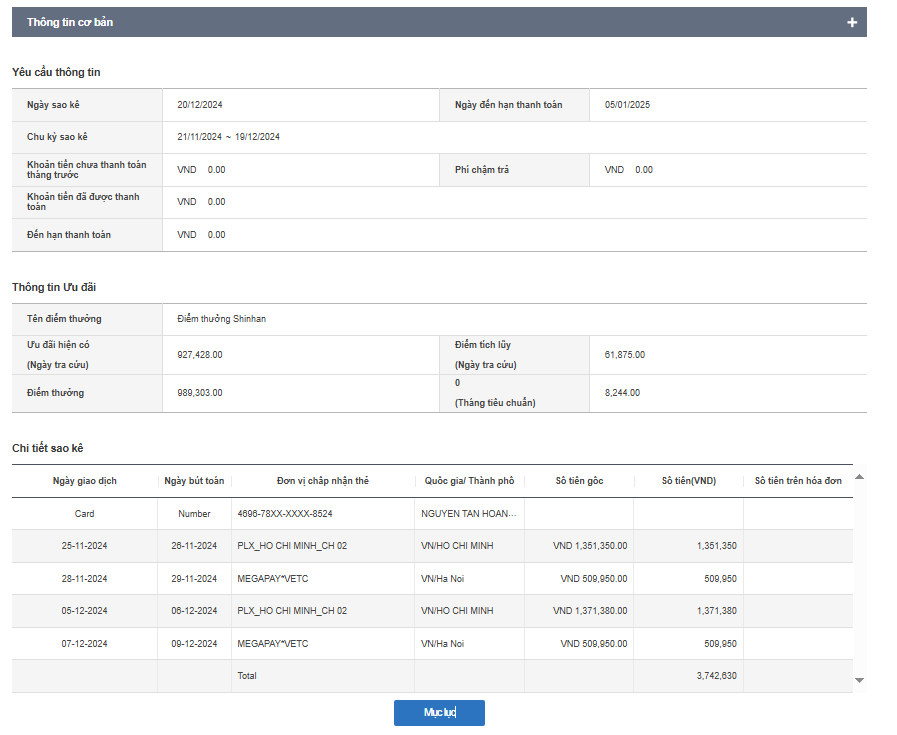 Thông tin cơ bản +
Yêu cầu thông tin
Ngày sao kê 20/12/2024 Ngày đến hạn thanh toán 05/01/2025
Chu kỳ sao kê 21/11/2024 ~ 19/12/2024
Khoản tiền chưa thanh toán
tháng trước
VND 0.00 Phí chậm trả VND 0.00
Khoản tiền đã được thanh
toán
VND 0.00
Đến hạn thanh toán VND 0.00
Thông tin Ưu đãi
Tên điểm thưởng Điểm thưởng Shinhan
Ưu đãi hiện có
(Ngày tra cứu)
927,428.00
Điểm tích lũy
(Ngày tra cứu)
61,875.00
Điểm thưởng 989,303.00
0
(Tháng tiêu chuẩn)
8,244.00
Chi tiết sao kê
Ngày giao dịch Ngày bút toán Đơn vị chấp nhận thẻ Quốc gia/ Thành phố Số tiền gốc Số tiền(VND) Số tiền trên hóa đơn
Card Number 4696-78XX-XXXX-8524 NGUYEN TAN HOAN...
25-11-2024 26-11-2024 PLX_HO CHI MINH_CH 02 VN/HO CHI MINH VND 1,351,350.00 1,351,350
28-11-2024 29-11-2024 MEGAPAY*VETC VN/Ha Noi VND 509,950.00 509,950
05-12-2024 06-12-2024 PLX_HO CHI MINH_CH 02 VN/HO CHI MINH VND 1,371,380.00 1,371,380
07-12-2024 09-12-2024 MEGAPAY*VETC VN/Ha Noi VND 509,950.00 509,950
Total 3,742,630
Mục lục